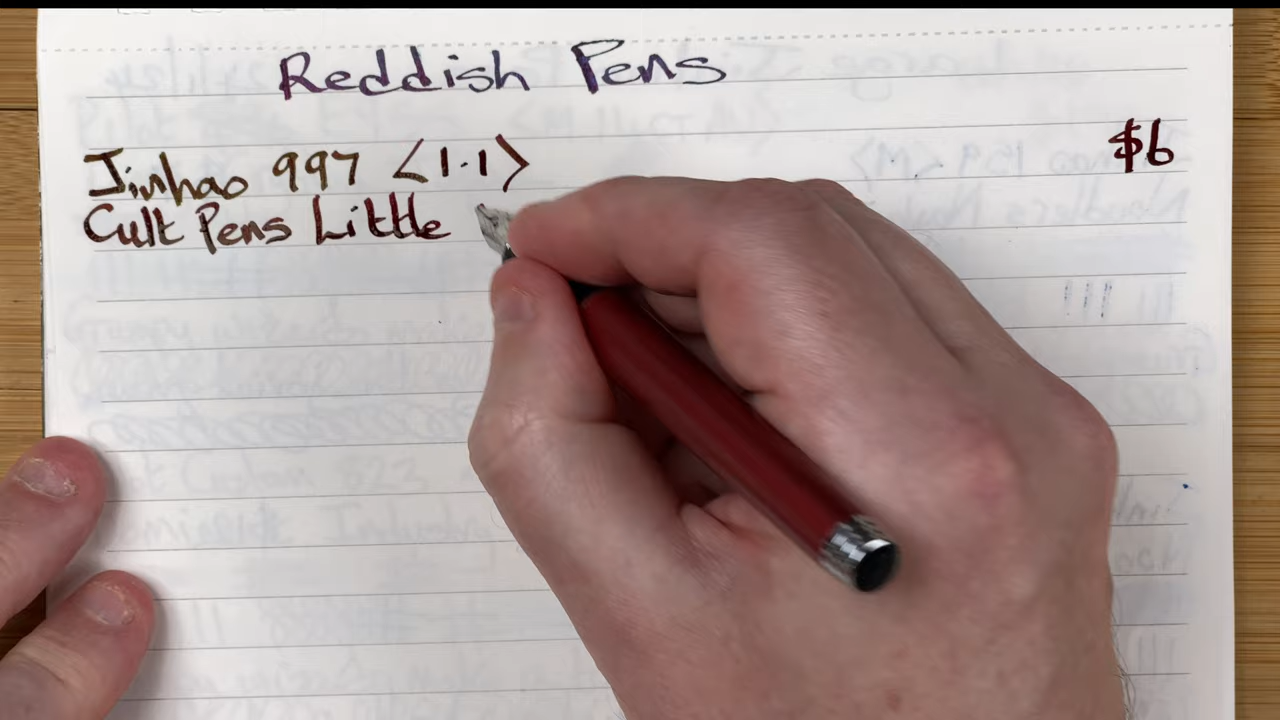 Reddish Pens
Jinhao 997 <1.1> $6
Cult Pens Little